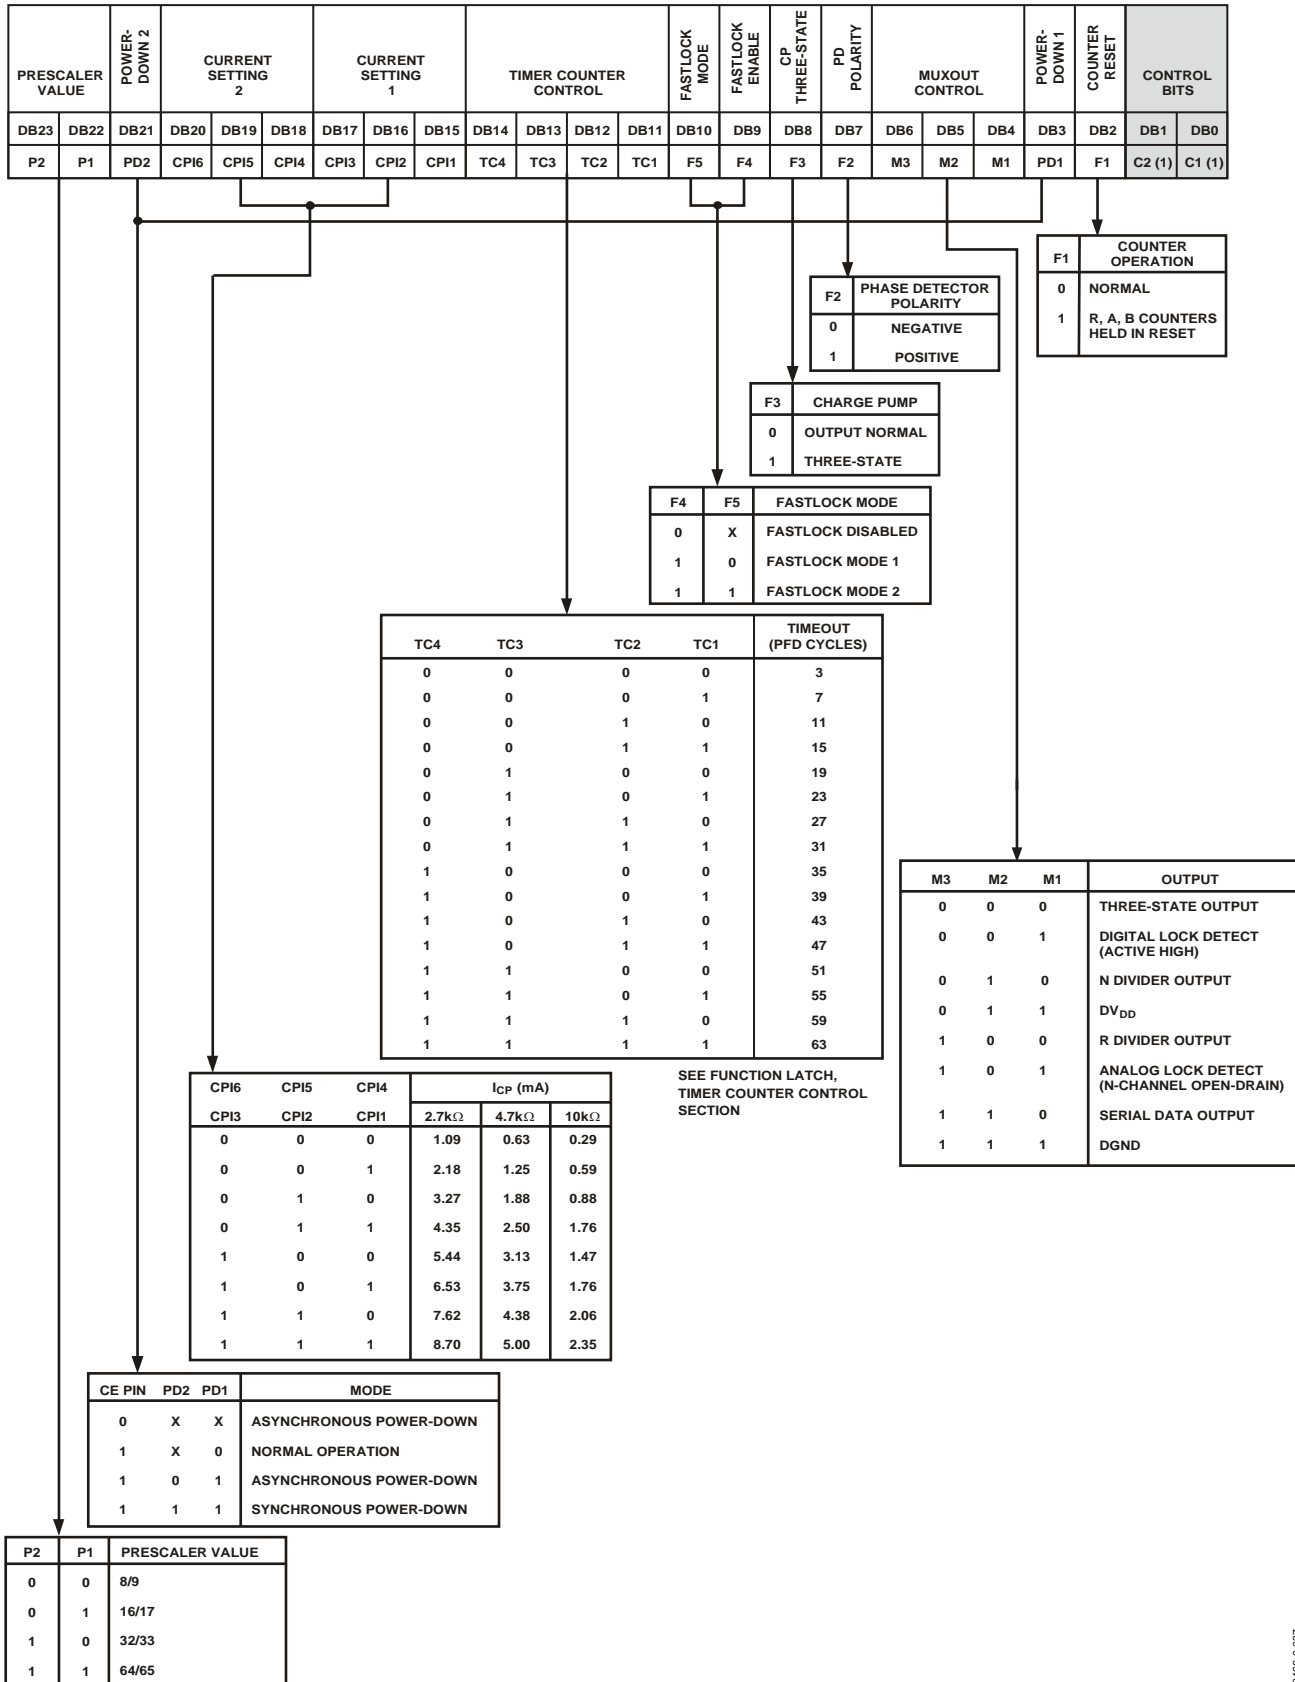 PRESCALER VALUE
POWER-DOWN 2
CURRENT SETTING 2
CURRENT SETTING 1
TIMER COUNTER CONTROL
FASTLOCK MODE
FASTLOCK ENABLE
CP THREE-STATE
PD POLARITY
MUXOUT CONTROL
POWER-DOWN 1
COUNTER RESET
CONTROL BITS
DB23 DB22 DB21 DB20 DB19 DB18 DB17 DB16 DB15 DB14 DB13 DB12 DB11 DB10 DB9 DB8 DB7 DB6 DB5 DB4 DB3 DB2 DB1 DB0
P2 P1 PD2 CPI6 CPI5 CPI4 CPI3 CPI2 CPI1 TC4 TC3 TC2 TC1 F5 F4 F3 F2 M3 M2 M1 PD1 F1 C2 (1) C1 (1)
F1 COUNTER OPERATION
0 NORMAL
1 R, A, B COUNTERS
HELD IN RESET
F2 PHASE DETECTOR POLARITY
0 NEGATIVE
1 POSITIVE
F3 CHARGE PUMP
0 OUTPUT NORMAL
1 THREE-STATE
F4 F5 FASTLOCK MODE
0 X FASTLOCK DISABLED
1 0 FASTLOCK MODE 1
1 1 FASTLOCK MODE 2
TC4 TC3 TC2 TC1 TIMEOUT (PFD CYCLES)
0 0 0 0 3
0 0 0 1 7
0 0 1 0 11
0 0 1 1 15
0 1 0 0 19
0 1 0 1 23
0 1 1 0 27
0 1 1 1 31
1 0 0 0 35
1 0 0 1 39
1 0 1 0 43
1 0 1 1 47
1 1 0 0 51
1 1 0 1 55
1 1 1 0 59
1 1 1 1 63
SEE FUNCTION LATCH,
TIMER COUNTER CONTROL
SECTION
M3 M2 M1 OUTPUT
0 0 0 THREE-STATE OUTPUT
0 0 1 DIGITAL LOCK DETECT
(ACTIVE HIGH)
0 1 0 N DIVIDER OUTPUT
0 1 1 DVDD
1 0 0 R DIVIDER OUTPUT
1 0 1 ANALOG LOCK DETECT
(N-CHANNEL OPEN-DRAIN)
1 1 0 SERIAL DATA OUTPUT
1 1 1 DGND
CPI6 CPI5 CPI4 ICP (mA)
CPI3 CPI2 CPI1 2.7kΩ 4.7kΩ 10kΩ
0 0 0 1.09 0.63 0.29
0 0 1 2.18 1.25 0.59
0 1 0 3.27 1.88 0.88
0 1 1 4.35 2.50 1.76
1 0 0 5.44 3.13 1.47
1 0 1 6.53 3.75 1.76
1 1 0 7.62 4.38 2.06
1 1 1 8.70 5.00 2.35
CE PIN PD2 PD1 MODE
0 X X ASYNCHRONOUS POWER-DOWN
1 X 0 NORMAL OPERATION
1 0 1 ASYNCHRONOUS POWER-DOWN
1 1 1 SYNCHRONOUS POWER-DOWN
P2 P1 PRESCALER VALUE
0 0 8/9
0 1 16/17
1 0 32/33
1 1 64/65